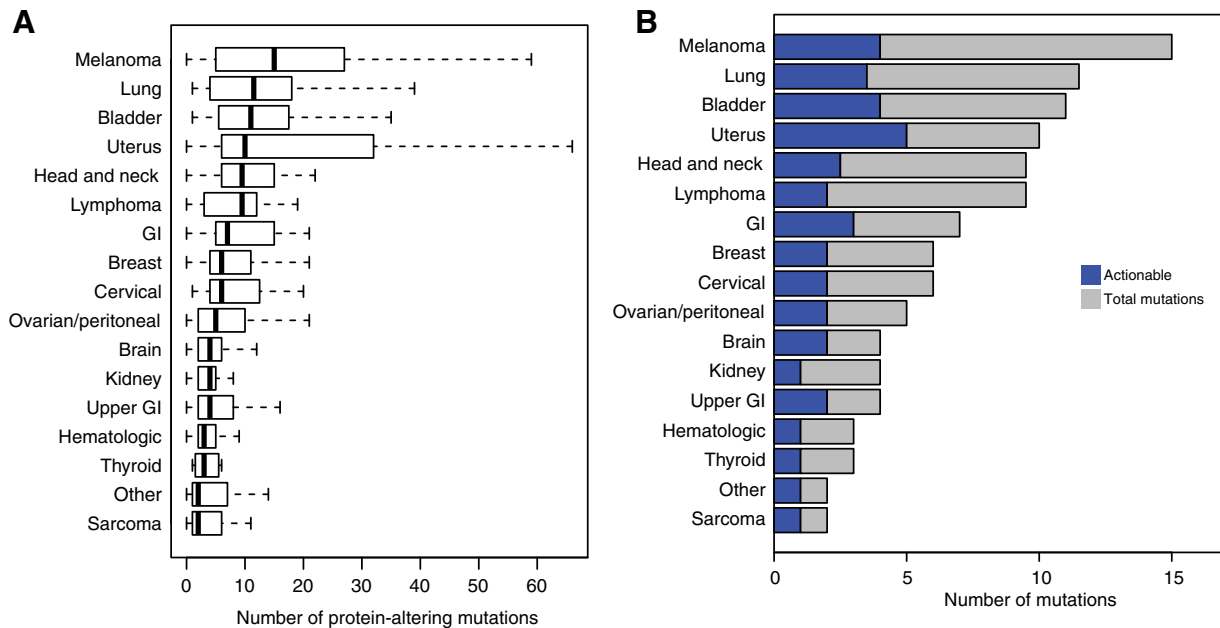 A
Melanoma
Lung
Bladder
Uterus
Head and neck
Lymphoma
GI
Breast
Cervical
Ovarian/peritoneal
Brain
Kidney
Upper GI
Hematologic
Thyroid
Other
Sarcoma
0 10 20 30 40 50 60
Number of protein-altering mutations
B
Melanoma
Lung
Bladder
Uterus
Head and neck
Lymphoma
GI
Breast
Cervical
Ovarian/peritoneal
Brain
Kidney
Upper GI
Hematologic
Thyroid
Other
Sarcoma
Actionable
Total mutations
0 5 10 15
Number of mutations